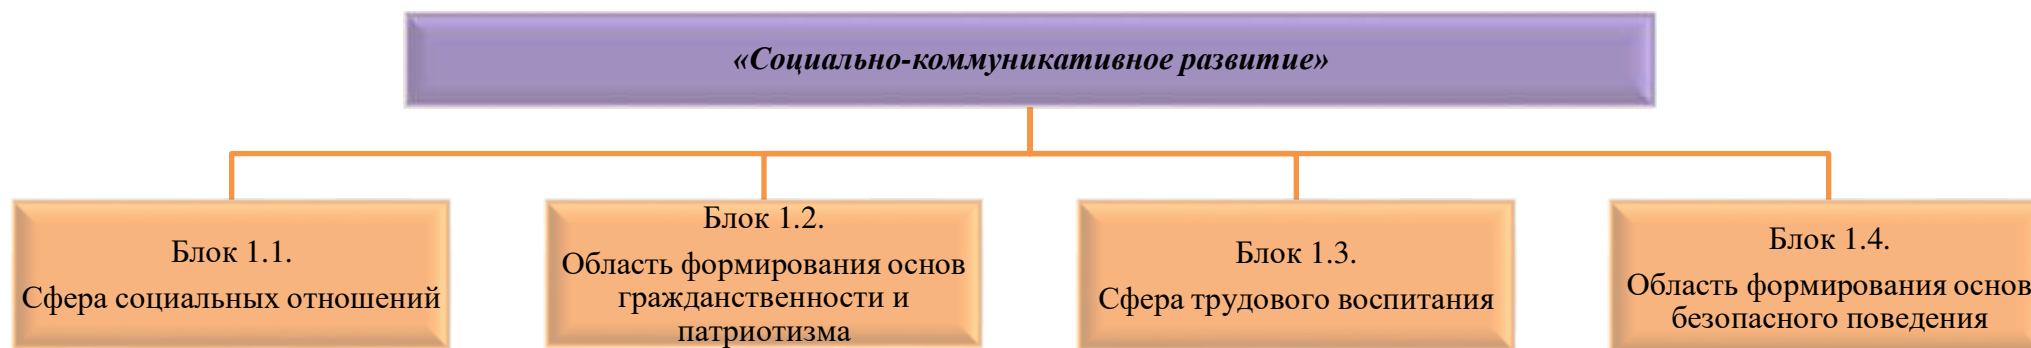 «Социально-коммуникативное развитие»
Блок 1.1.
Сфера социальных отношений
Блок 1.2.
Область формирования основ
гражданственности и
патриотизма
Блок 1.3.
Сфера трудового воспитания
Блок 1.4.
Область формирования основ
безопасного поведения